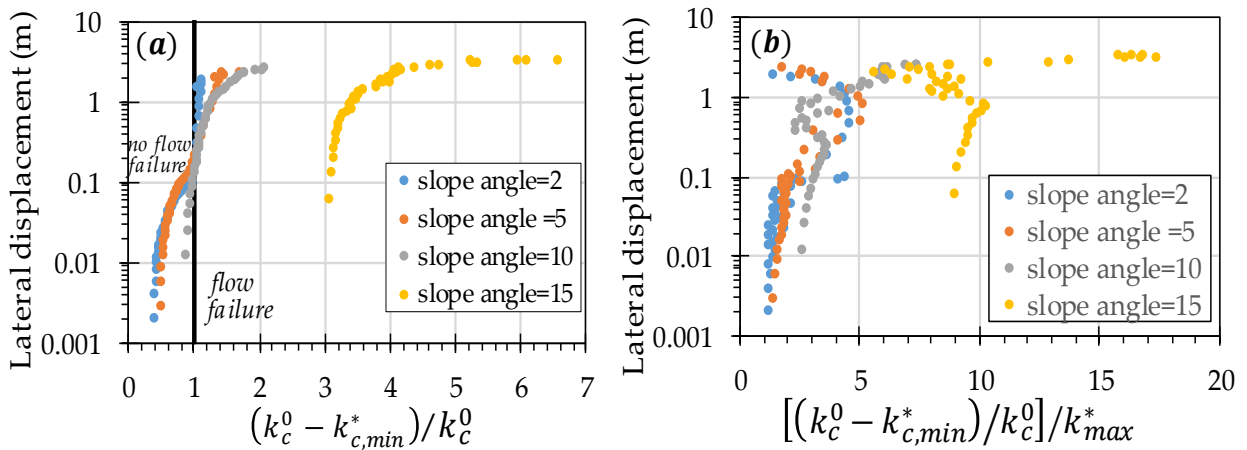 (a)
Lateral displacement (m)
10
1
0.1
0.01
0.001
no flow
failure
flow
failure
slope angle=2
slope angle =5
slope angle=10
slope angle=15
0 1 2 3 4 5 6 7
(k_c^0 − k_{c,min}^*)/k_c^0
(b)
Lateral displacement (m)
10
1
0.1
0.01
0.001
slope angle=2
slope angle =5
slope angle=10
slope angle=15
0 5 10 15 20
[(k_c^0 − k_{c,min}^*)/k_c^0]/k_{max}^*